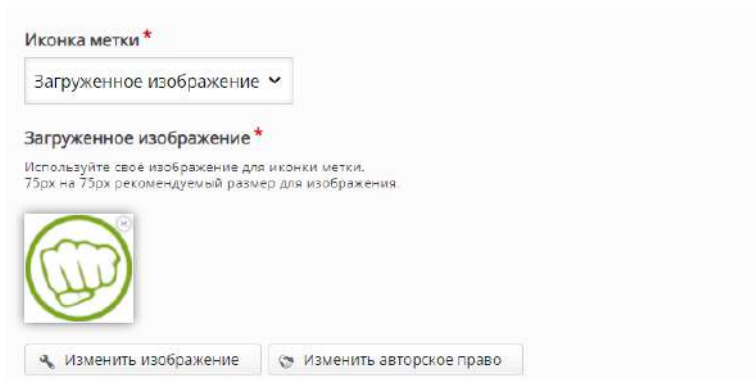 Иконка метки *
Загруженное изображение
Загруженное изображение *
Используйте своё изображение для иконки метки.
75px на 75px рекомендуемый размер для изображения.
Изменить изображение
Изменить авторское право